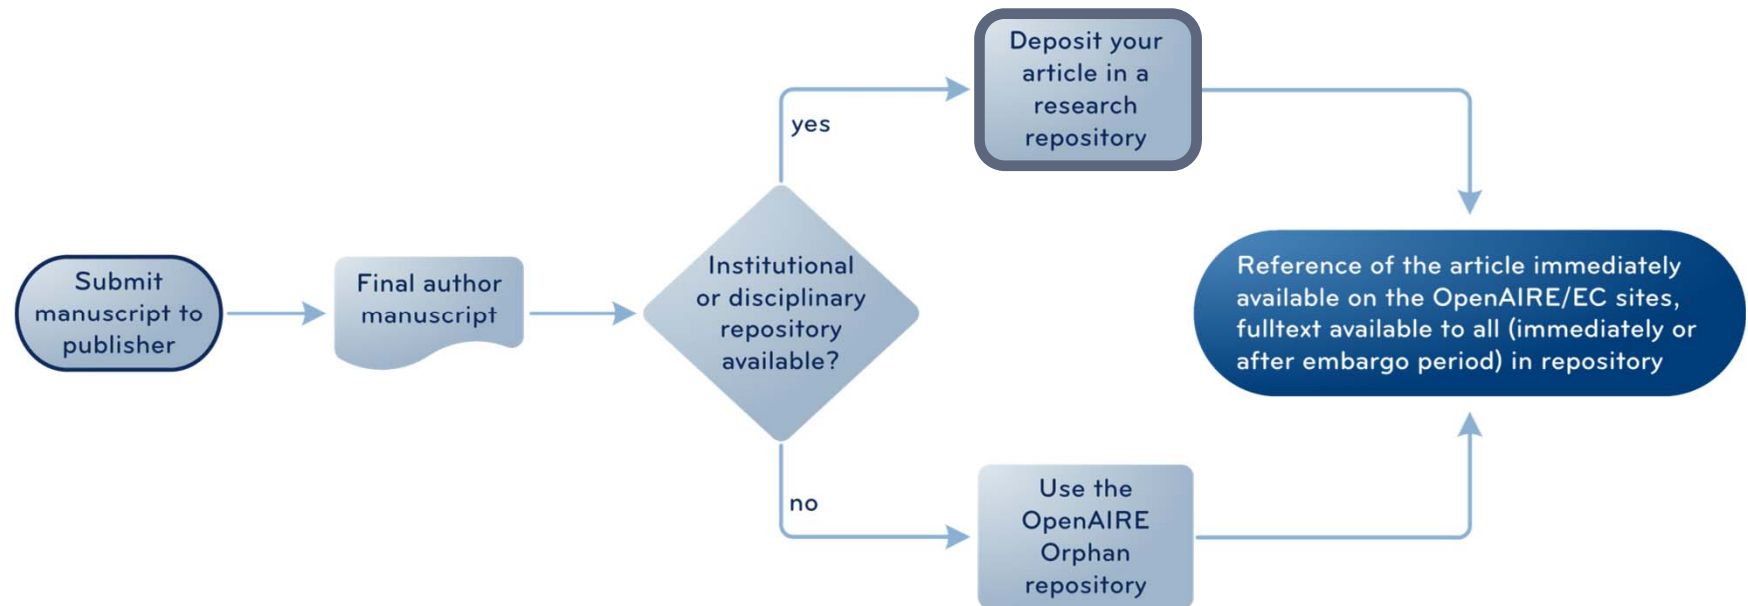 Submit
manuscript to
publisher
Final author
manuscript
Institutional
or disciplinary
repository
available?
yes
Deposit your
article in a
research
repository
no
Use the
OpenAIRE
Orphan
repository
Reference of the article immediately
available on the OpenAIRE/EC sites,
fulltext available to all (immediately or
after embargo period) in repository